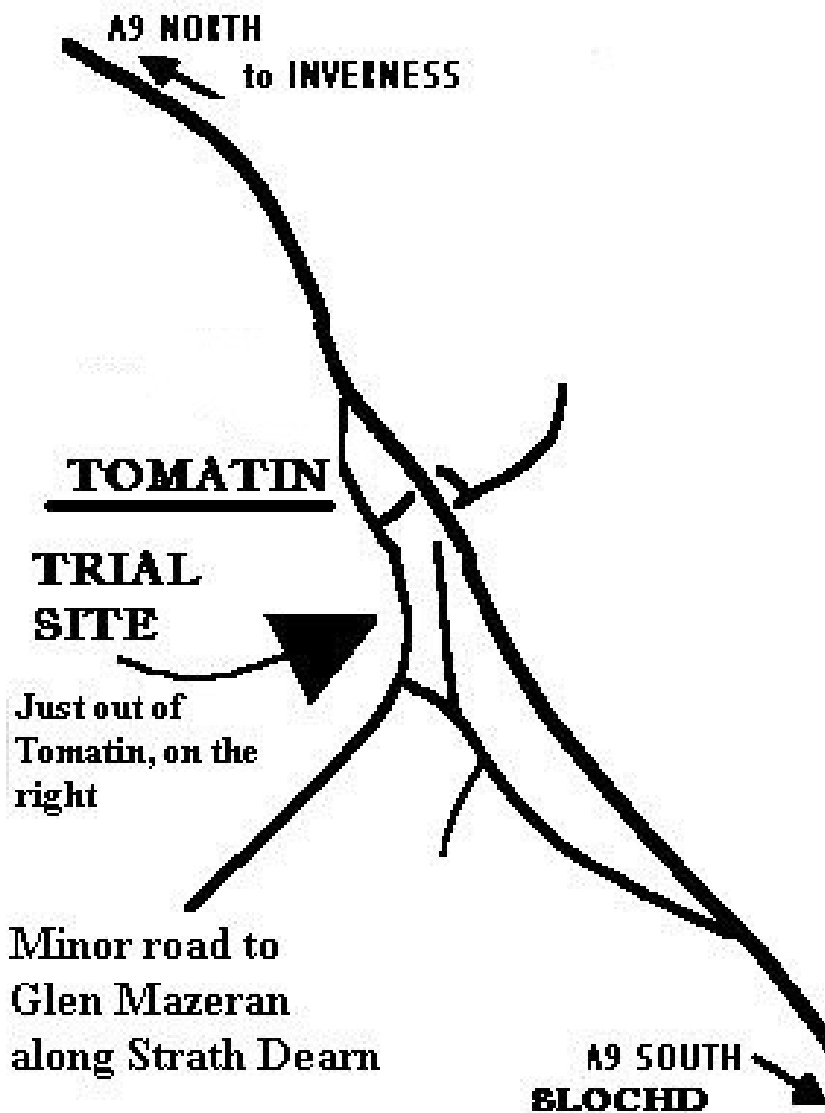 A9 NORTH
to INVERNESS
TOMATIN
TRIAL
SITE
Just out of
Tomatin, on the
right
Minor road to
Glen Mazeran
along Strath Dearn
A9 SOUTH
SLOCHD